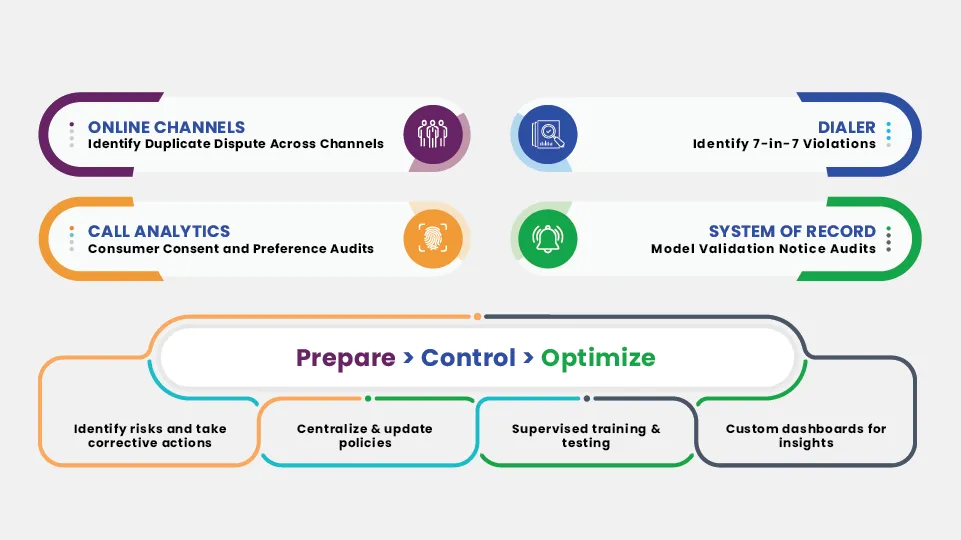 ONLINE CHANNELS
Identify Duplicate Dispute Across Channels
DIALER
Identify 7-in-7 Violations
CALL ANALYTICS
Consumer Consent and Preference Audits
SYSTEM OF RECORD
Model Validation Notice Audits
Prepare > Control > Optimize
Identify risks and take
corrective actions
Centralize & update
policies
Supervised training &
testing
Custom dashboards for
insights